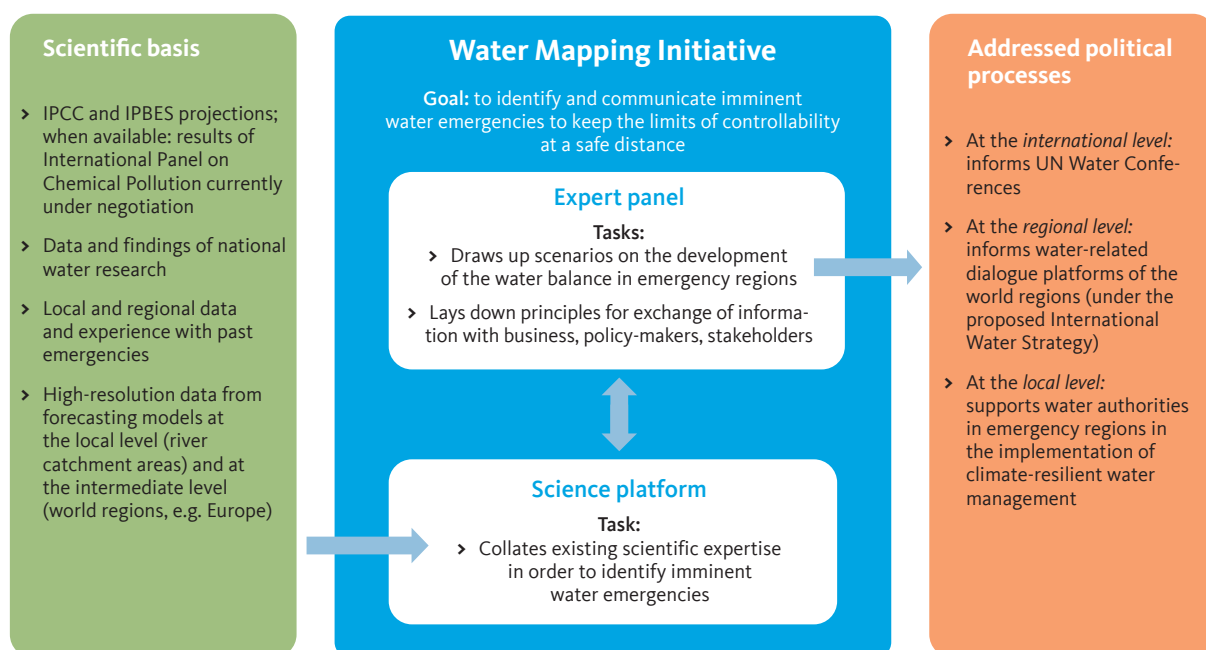 Scientific basis
> IPCC and IPBES projections;
when available: results of
International Panel on
Chemical Pollution currently
under negotiation
> Data and findings of national
water research
> Local and regional data
and experience with past
emergencies
> High-resolution data from
forecasting models at
the local level (river
catchment areas) and at
the intermediate level
(world regions, e.g. Europe)
Water Mapping Initiative
Goal: to identify and communicate imminent
water emergencies to keep the limits of controllability
at a safe distance
Expert panel
Tasks:
> Draws up scenarios on the development
of the water balance in emergency regions
> Lays down principles for exchange of informa-
tion with business, policy-makers, stakeholders
Science platform
Task:
> Collates existing scientific expertise
in order to identify imminent
water emergencies
Addressed political
processes
> At the international level:
informs UN Water Confe-
rences
> At the regional level:
informs water-related
dialogue platforms of the
world regions (under the
proposed International
Water Strategy)
> At the local level:
supports water authorities
in emergency regions in
the implementation of
climate-resilient water
management